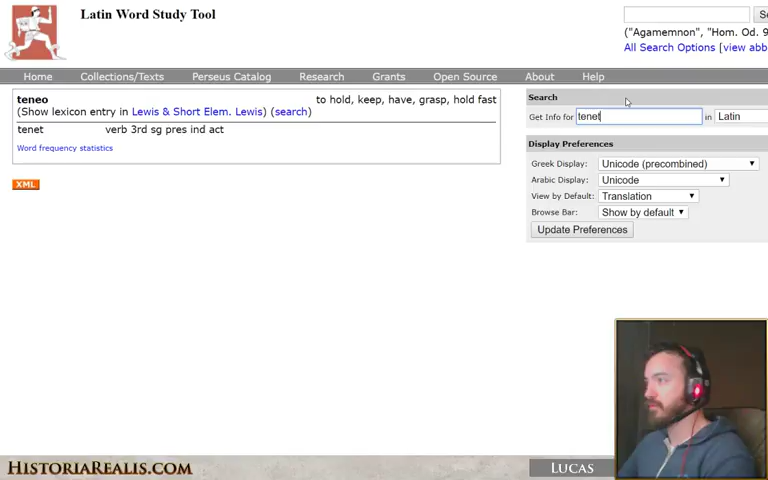 Latin Word Study Tool
("Agamemnon", "Hom. Od. 9
All Search Options [view abb
Home Collections/Texts Perseus Catalog Research Grants Open Source About Help
teneo to hold, keep, have, grasp, hold fast
(Show lexicon entry in Lewis & Short Elem. Lewis) (search)
tenet verb 3rd sg pres ind act
Word frequency statistics
XML
Search
Get Info for tenet in Latin
Display Preferences
Greek Display: Unicode (precombined)
Arabic Display: Unicode
View by Default: Translation
Browse Bar: Show by default
Update Preferences
HISTORIAREALIS.COM
LUCAS